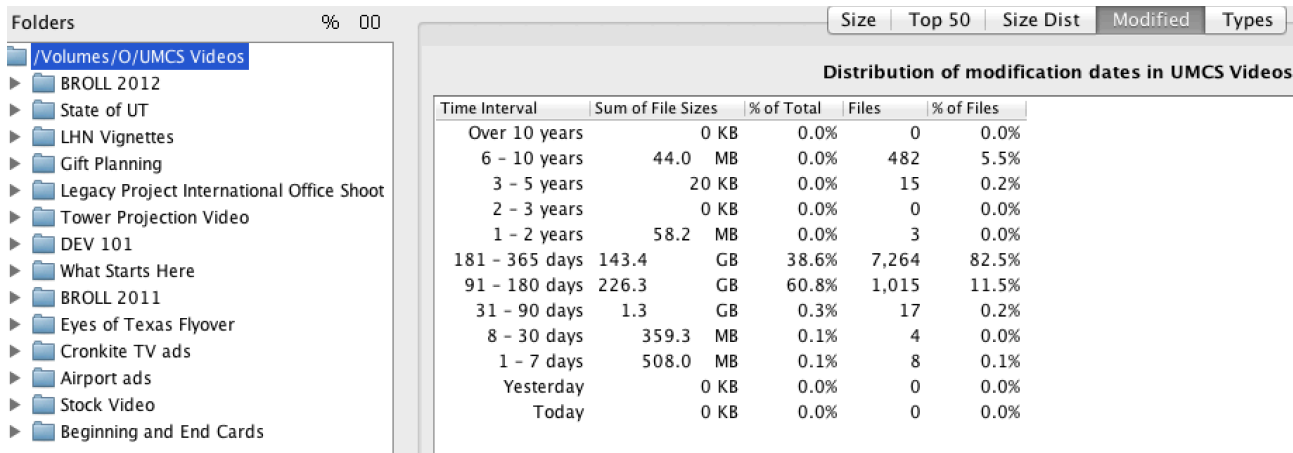 Folders % 00
/Volumes/O/UMCS Videos
BROLL 2012
State of UT
LHN Vignettes
Gift Planning
Legacy Project International Office Shoot
Tower Projection Video
DEV 101
What Starts Here
BROLL 2011
Eyes of Texas Flyover
Cronkite TV ads
Airport ads
Stock Video
Beginning and End Cards
Size Top 50 Size Dist Modified Types
Distribution of modification dates in UMCS Videos
Time Interval Sum of File Sizes % of Total Files % of Files
Over 10 years 0 KB 0.0% 0 0.0%
6 - 10 years 44.0 MB 0.0% 482 5.5%
3 - 5 years 20 KB 0.0% 15 0.2%
2 - 3 years 0 KB 0.0% 0 0.0%
1 - 2 years 58.2 MB 0.0% 3 0.0%
181 - 365 days 143.4 GB 38.6% 7,264 82.5%
91 - 180 days 226.3 GB 60.8% 1,015 11.5%
31 - 90 days 1.3 GB 0.3% 17 0.2%
8 - 30 days 359.3 MB 0.1% 4 0.0%
1 - 7 days 508.0 MB 0.1% 8 0.1%
Yesterday 0 KB 0.0% 0 0.0%
Today 0 KB 0.0% 0 0.0%